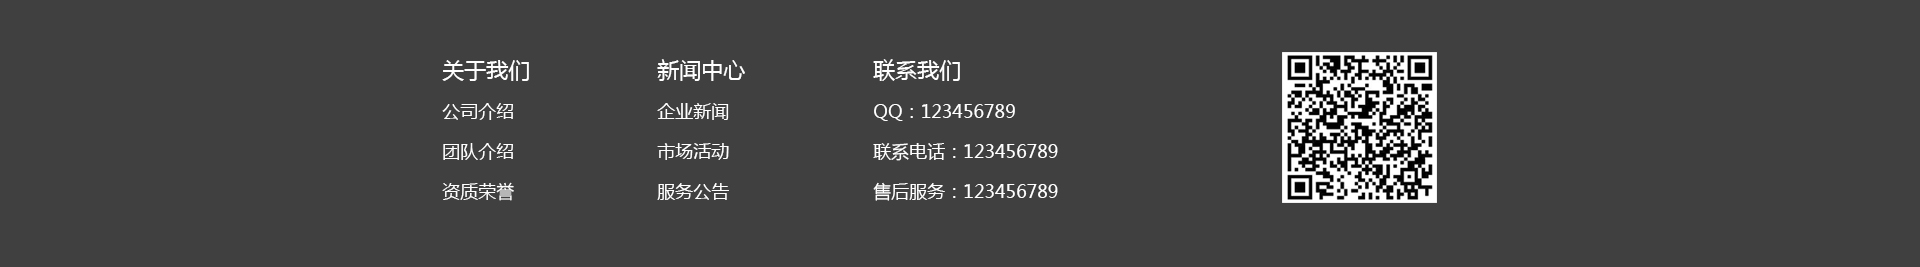 关于我们
公司介绍
团队介绍
资质荣誉
新闻中心
企业新闻
市场活动
服务公告
联系我们
QQ：123456789
联系电话：123456789
售后服务：123456789